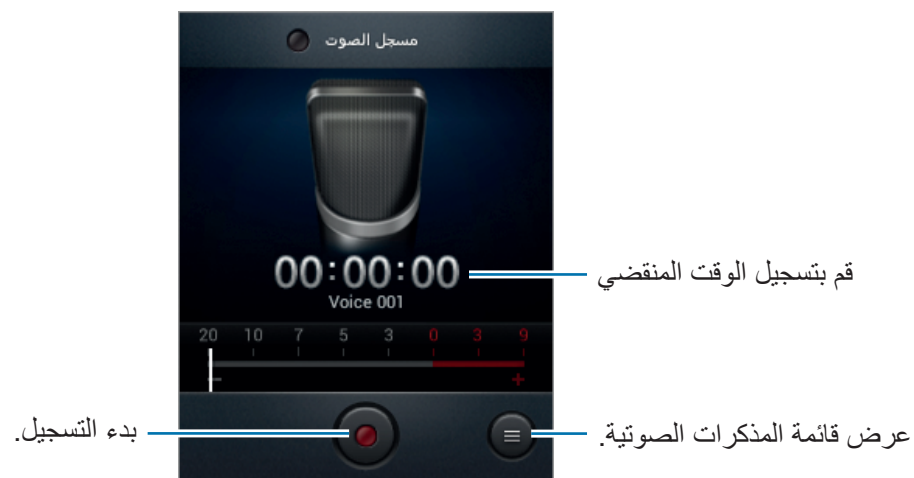 مسجل الصوت
00:00:00
قم بتسجيل الوقت المنقضي
Voice 001
20 10 7 5 3 0 3 9
− +
بدء التسجيل.
عرض قائمة المذكرات الصوتية.